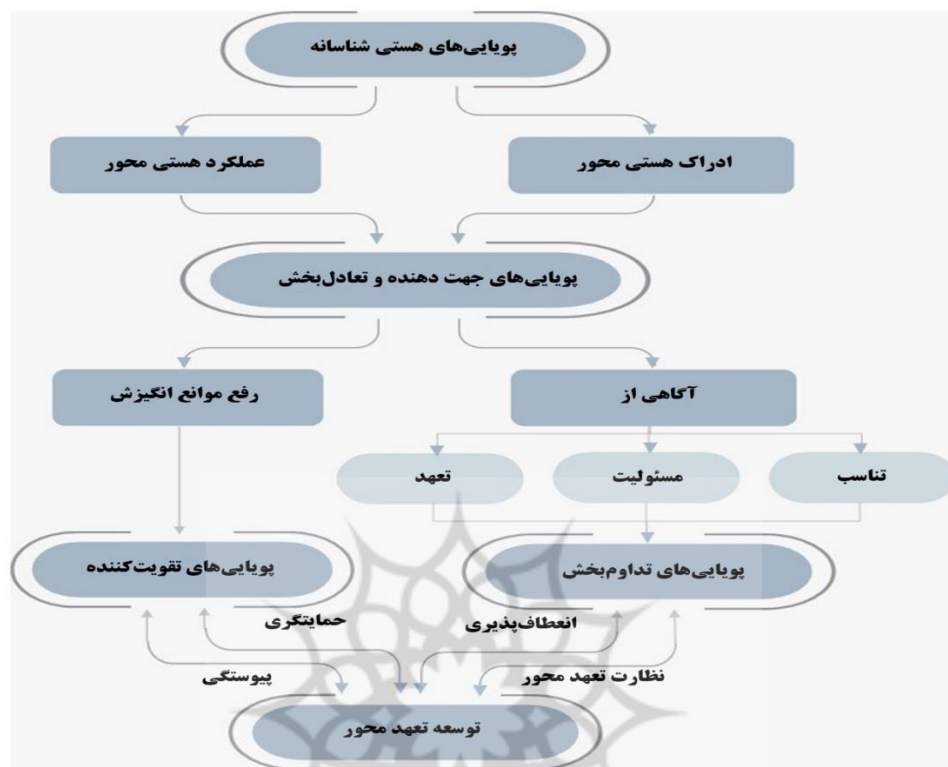 پویایی‌های هستی شناسانه
ادراک هستی محور
عملکرد هستی محور
پویایی‌های جهت دهنده و تعادل‌بخش
آگاهی از
رفع موانع انگیزش
تناسب
مسئولیت
تعهد
پویایی‌های تداوم‌بخش
پویایی‌های تقویت‌کننده
انعطاف‌پذیری
حمایتگری
نظارت تعهد محور
پیوستگی
توسعه تعهد محور